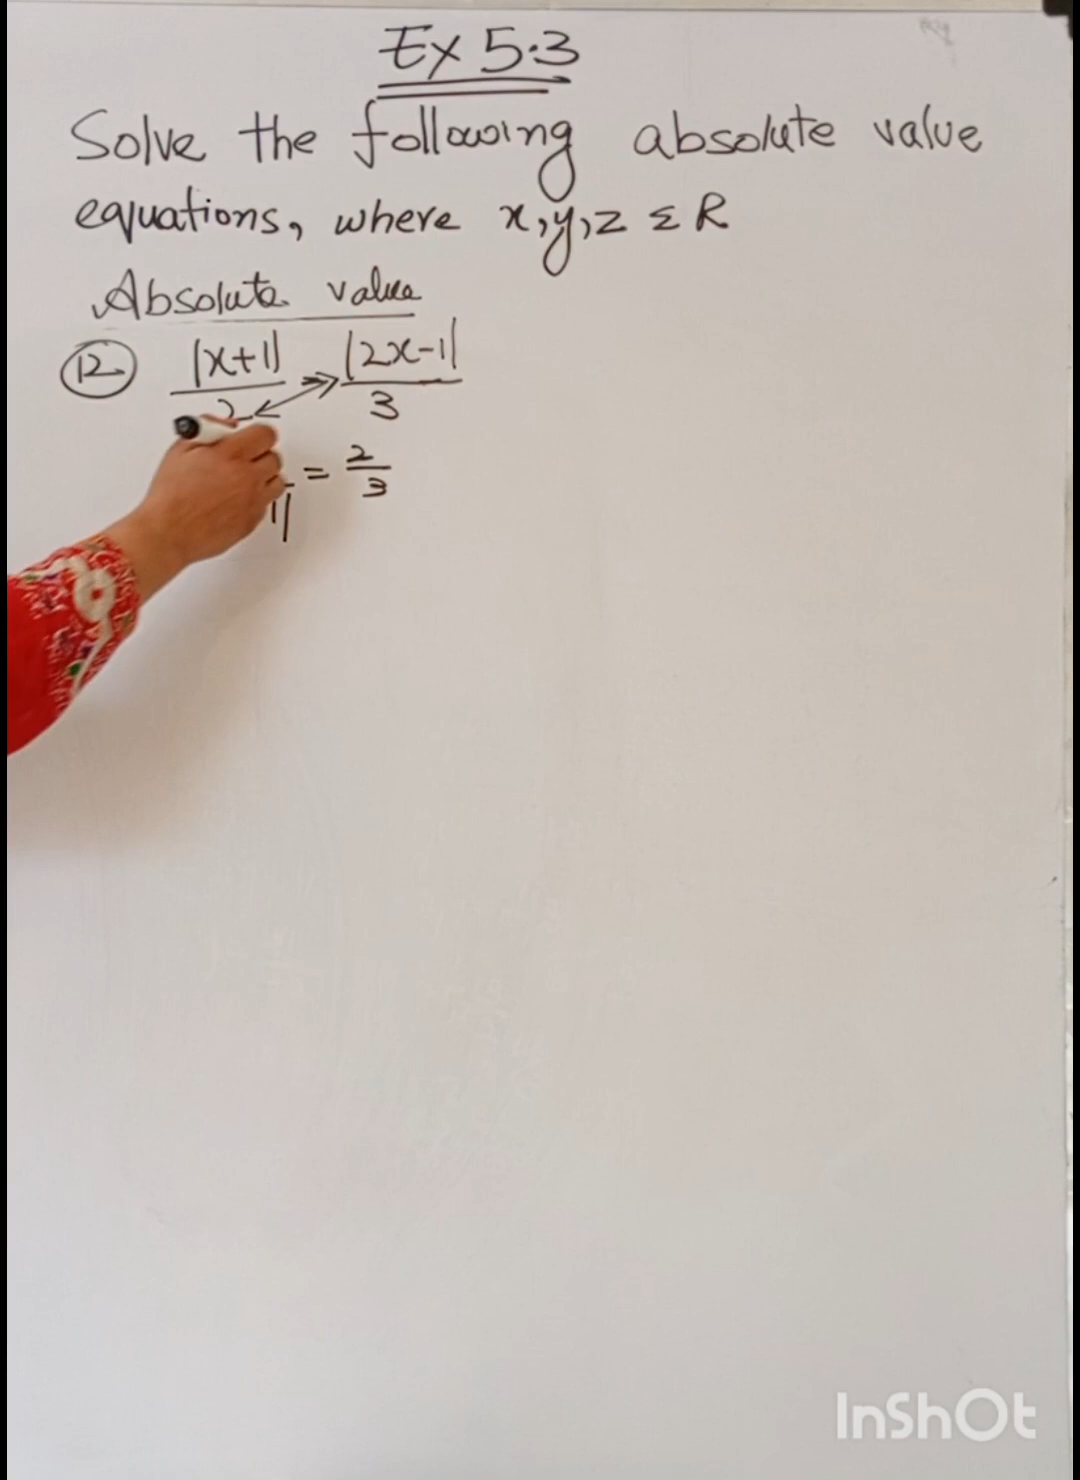 Ex 5.3
Solve the following absolute value
equations, where x,y,z ε R
Absolute value
12 |x+1|/2 = |2x-1|/3
= 2/3
InShOt